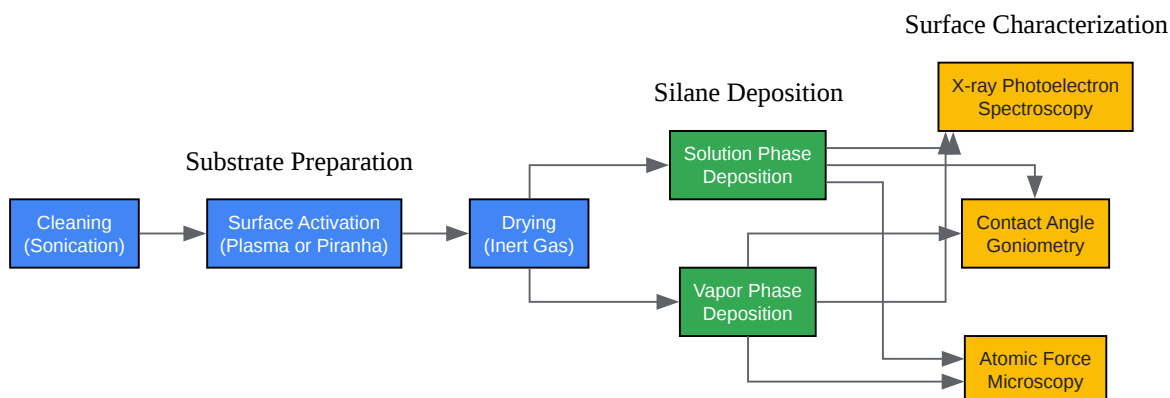 Surface Characterization
X-ray Photoelectron
Spectroscopy
Silane Deposition
Solution Phase
Deposition
Substrate Preparation
Cleaning
(Sonication)
Surface Activation
(Plasma or Piranha)
Drying
(Inert Gas)
Contact Angle
Goniometry
Vapor Phase
Deposition
Atomic Force
Microscopy